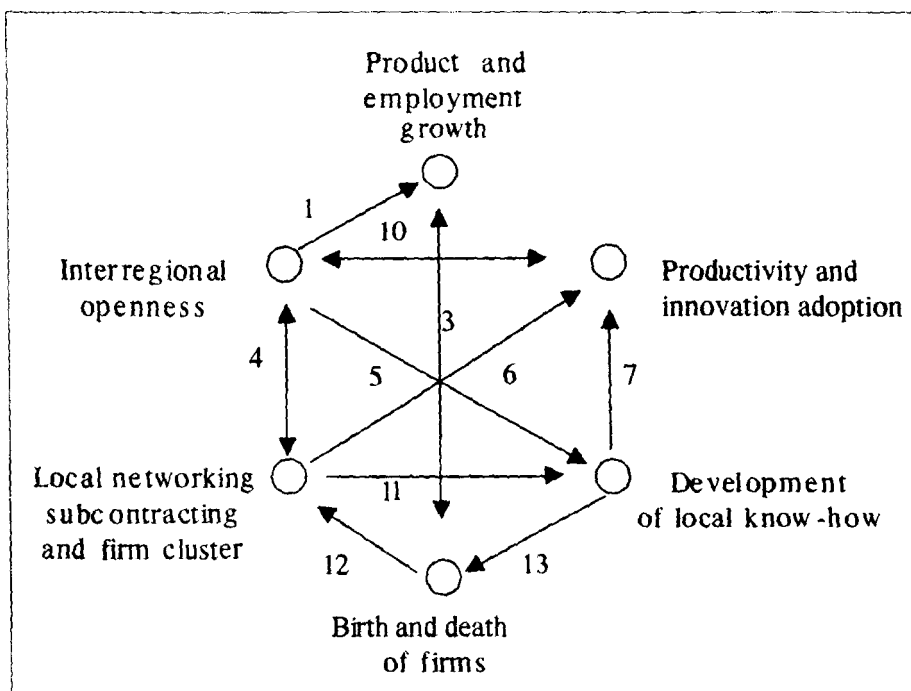 Product and
employment
growth
1
10
Interregional
openness
Productivity and
innovation adoption
3
4
5
6
7
Local networking
subcontracting
and firm cluster
11
Development
of local know-how
12
13
Birth and death
of firms